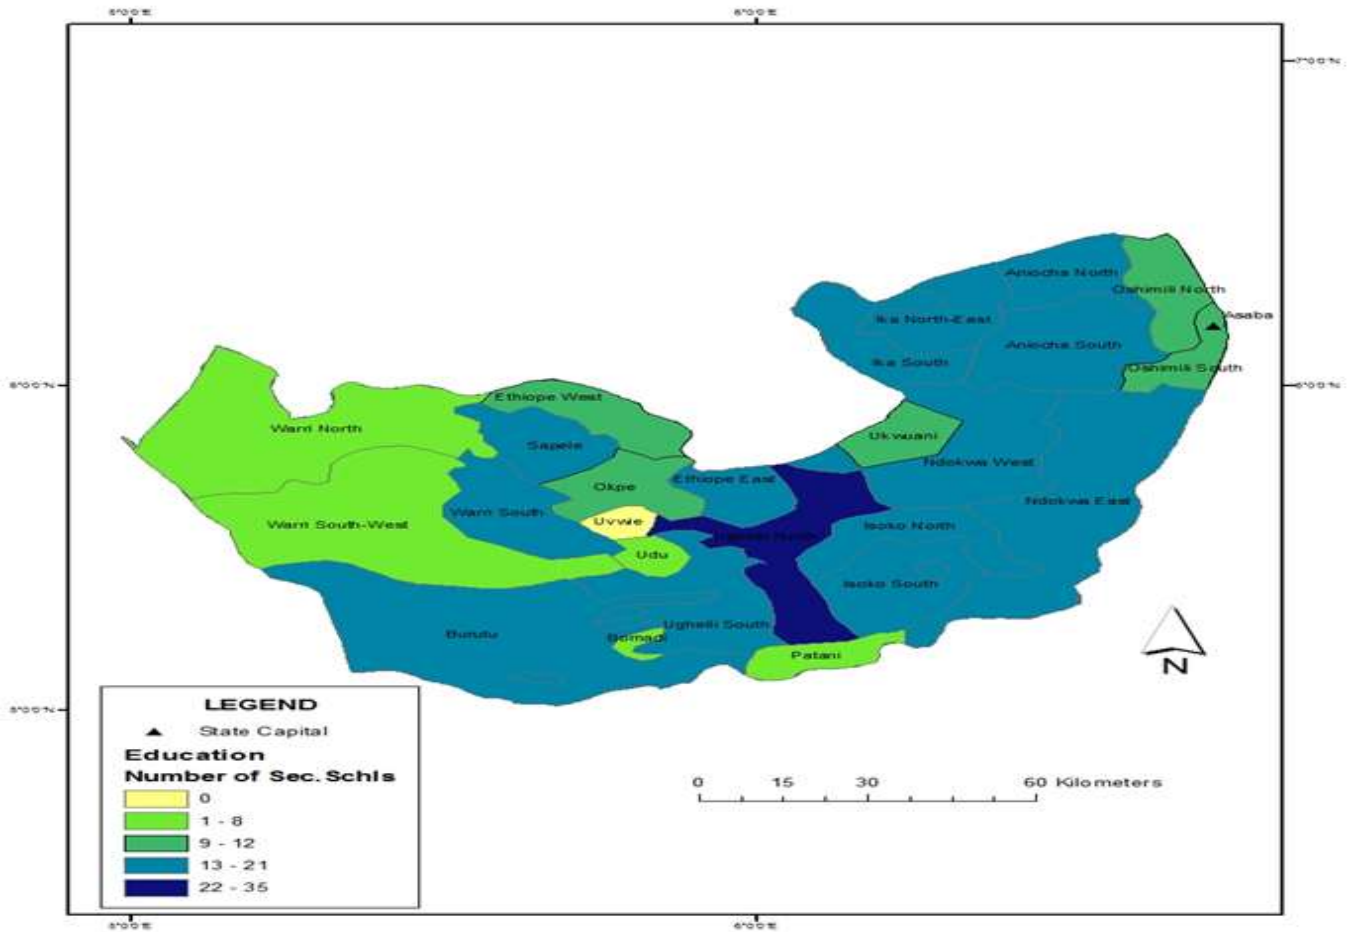 Aniocha North
Oshimili North
Asaba
Ika North-East
Aniocha South
Ika South
Oshimili South
Ethiope West
Warri North
Sapele
Ukwuani
Ndokwa West
Ethiope East
Okpe
Ndokwa East
Warri South
Warri South-West
Uvwie
Isoko North
Udu
Isoko South
Ughelli South
Burutu
Bomadi
Patani
N
LEGEND
State Capital
Education
Number of Sec. Schls
0
1 - 8
9 - 12
13 - 21
22 - 35
0 15 30 60 Kilometers